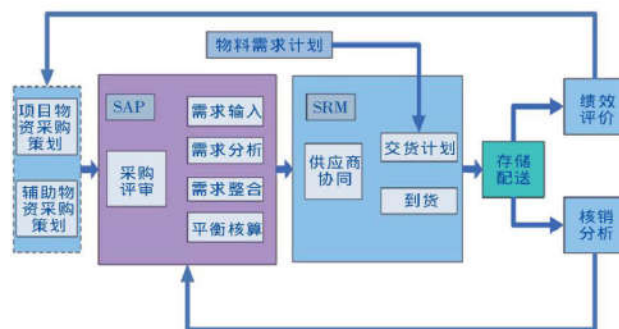 物料需求计划
项目物
资采购
策划
辅助物
资采购
策划
SAP
采购
评审
需求输入
需求分析
需求整合
平衡核算
SRM
供应商
协同
交货计划
到货
存储
配送
绩效
评价
核销
分析